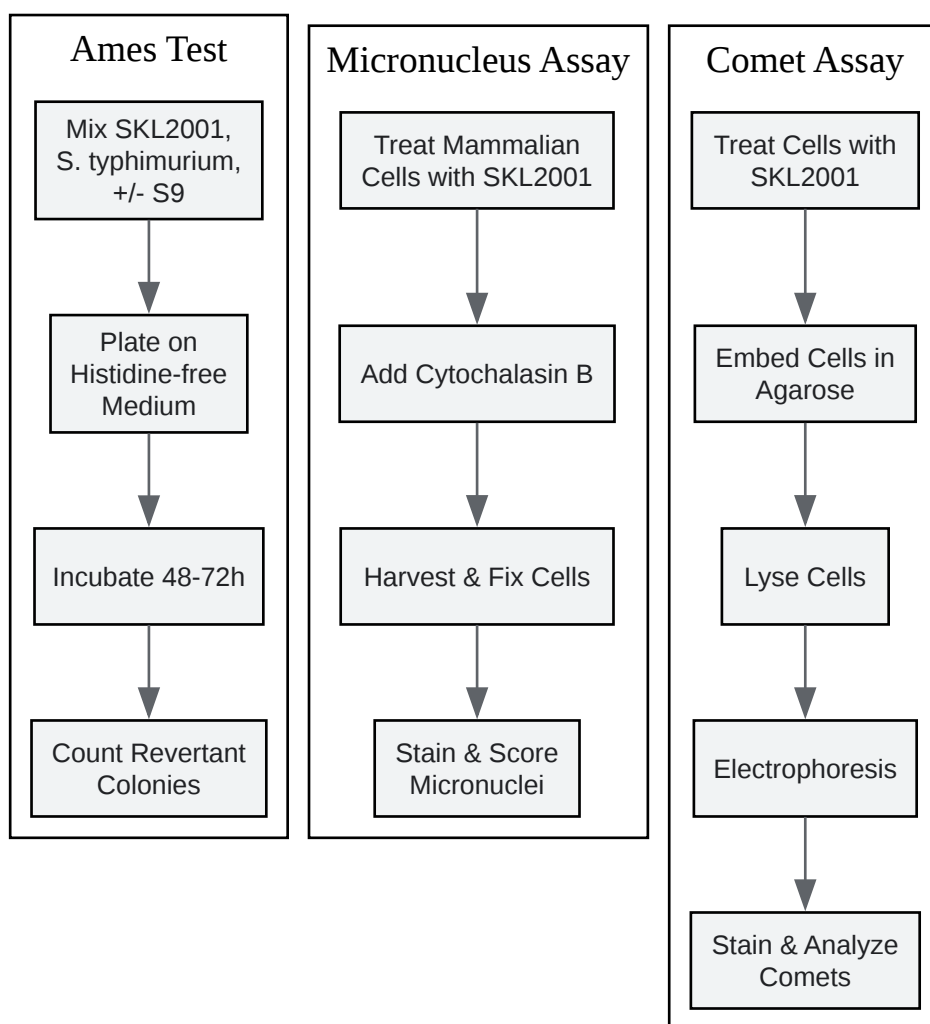 Ames Test
Mix SKL2001,
S. typhimurium,
+/- S9
Plate on
Histidine-free
Medium
Incubate 48-72h
Count Revertant
Colonies
Micronucleus Assay
Treat Mammalian
Cells with SKL2001
Add Cytochalasin B
Harvest & Fix Cells
Stain & Score
Micronuclei
Comet Assay
Treat Cells with
SKL2001
Embed Cells in
Agarose
Lyse Cells
Electrophoresis
Stain & Analyze
Comets